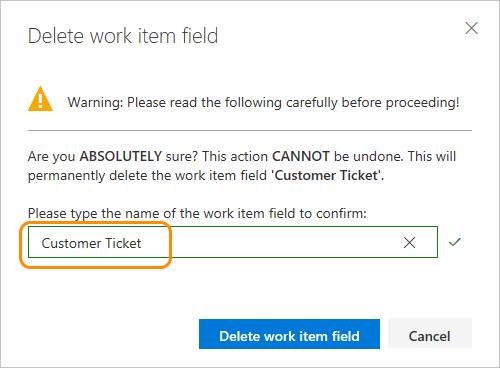 Delete work item field
Warning: Please read the following carefully before proceeding!
Are you ABSOLUTELY sure? This action CANNOT be undone. This will
permanently delete the work item field 'Customer Ticket'.
Please type the name of the work item field to confirm:
Customer Ticket
Delete work item field
Cancel